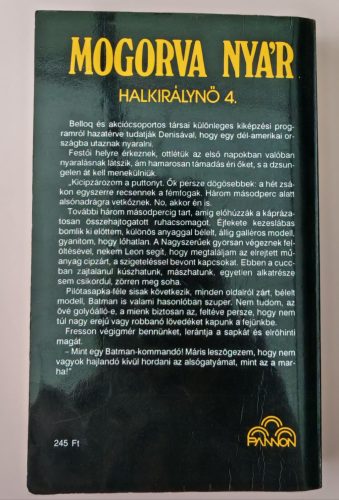 MOGORVA NYA'R
HALKIRÁLYNŐ 4.
Belloq és akciócsoportos társai különleges kiképzési prog-
ramról hazatérve tudatják Denisával, hogy egy dél-amerikai or-
szágba utaznak nyaralni.
Festői helyre érkeznek, ottlétük az első napokban valóban
nyaralásnak látszik, ám hamarosan támadás éri őket, s a dzsun-
gelen át kell menekülniük.
„Kicipzározom a puttonyt. Ők persze dögösebbek: a hét zsá-
kon egyszerre recsennek a fémfogak. Három másodperc alatt
alsónadrágra vetkőznek. No, akkor én is.
További három másodpercig tart, amíg előhúzzák a kápráza-
tosan összehajtogatott ruhacsomagot. Éjfekete kezeslábas
bomlik ki előttem, különös anyaggal bélelt, állig galléros modell,
gyanítom, hogy lőhatlan. A Nagyszerűek gyorsan végeznek fel-
öltésével, nekem Leon segít, hogy megtaláljam az elrejtett mű-
anyag cipzárt, a szigeteléssel bevont kapcsokat. Ebben a cucc-
ban zajtalanul kúszhatunk, mászhatunk, egyetlen alkatrésze
sem csikordul, zörren meg soha.
Pilótasapka-féle sisak következik, minden oldalról zárt, bélelt
modell, Batman is valami hasonlóban szuper. Nem tudom, az
övé golyóálló-e, a mienk biztosan az, feltéve persze, hogy nem
túl nagy erejű vagy robbanó lövedéket kapunk a fejünkbe.
Fresson végigmér bennünket, lerántja a sapkát és elröhinti
magát.
– Mint egy Batman-kommandó! Máris leszögezem, hogy nem
vagyok hajlandó kívül hordani az alsógatyámat, mint az a mar-
ha!"
245 Ft
PANNON